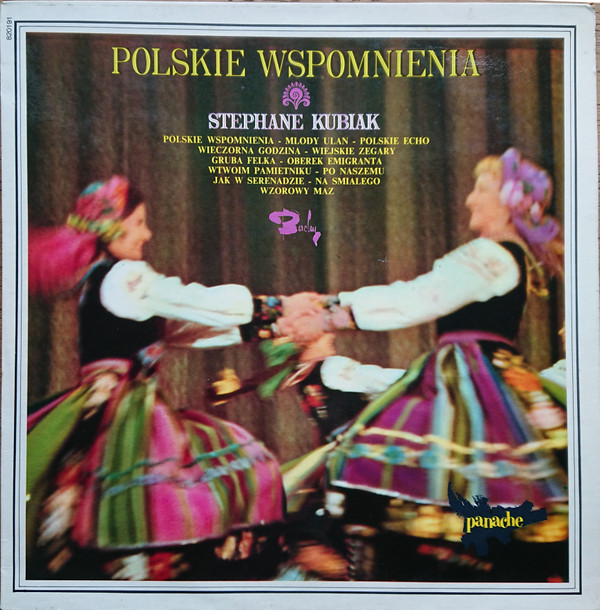 820191
POLSKIE WSPOMNIENIA
STEPHANE KUBIAK
POLSKIE WSPOMNIENIA - MLODY ULAN - POLSKIE ECHO
WIECZORNA GODZINA - WIEJSKIE ZEGARY
GRUBA FELKA - OBEREK EMIGRANTA
WTWOIM PAMIETNIKU - PO NASZEMU
JAK W SERENADZIE - NA SMIALEGO
WZOROWY MAZ
Barclay
panache